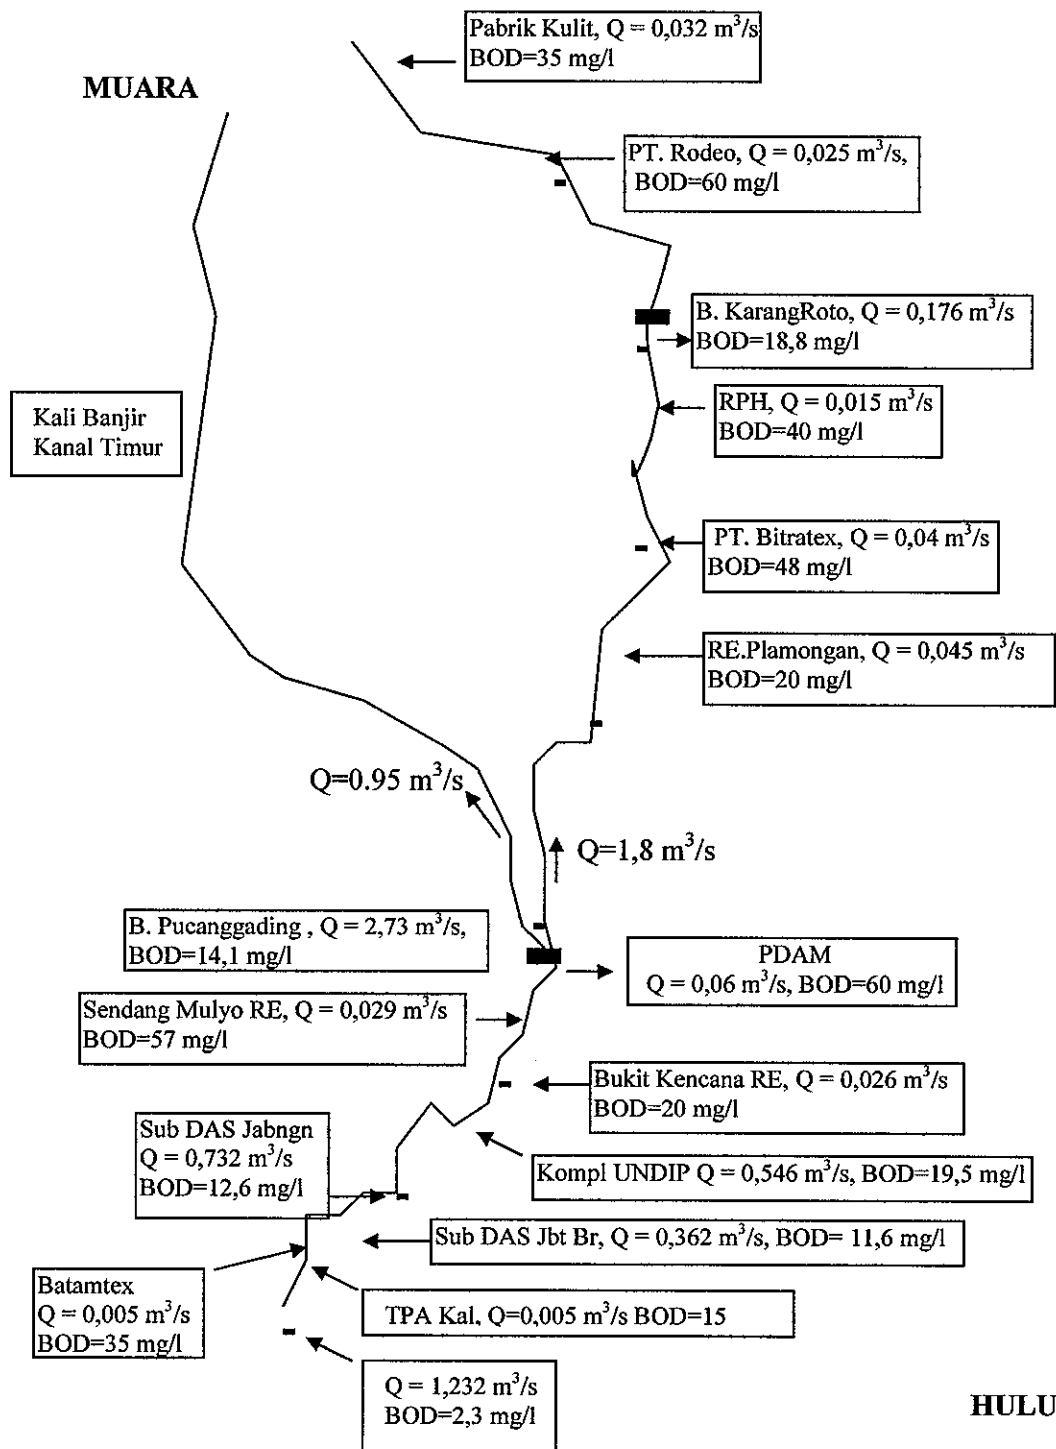 Pabrik Kulit, Q = 0,032 m³/s
BOD=35 mg/l
MUARA
PT. Rodeo, Q = 0,025 m³/s,
BOD=60 mg/l
B. KarangRoto, Q = 0,176 m³/s
BOD=18,8 mg/l
RPH, Q = 0,015 m³/s
BOD=40 mg/l
Kali Banjir
Kanal Timur
PT. Bitratex, Q = 0,04 m³/s
BOD=48 mg/l
RE.Plamongan, Q = 0,045 m³/s
BOD=20 mg/l
Q=0.95 m³/s
Q=1,8 m³/s
B. Pucanggading , Q = 2,73 m³/s,
BOD=14,1 mg/l
PDAM
Q = 0,06 m³/s, BOD=60 mg/l
Sendang Mulyo RE, Q = 0,029 m³/s
BOD=57 mg/l
Bukit Kencana RE, Q = 0,026 m³/s
BOD=20 mg/l
Sub DAS Jabngn
Q = 0,732 m³/s
BOD=12,6 mg/l
Kompl UNDIP Q = 0,546 m³/s, BOD=19,5 mg/l
Sub DAS Jbt Br, Q = 0,362 m³/s, BOD= 11,6 mg/l
Batamtex
Q = 0,005 m³/s
BOD=35 mg/l
TPA Kal, Q=0,005 m³/s BOD=15
Q = 1,232 m³/s
BOD=2,3 mg/l
HULU